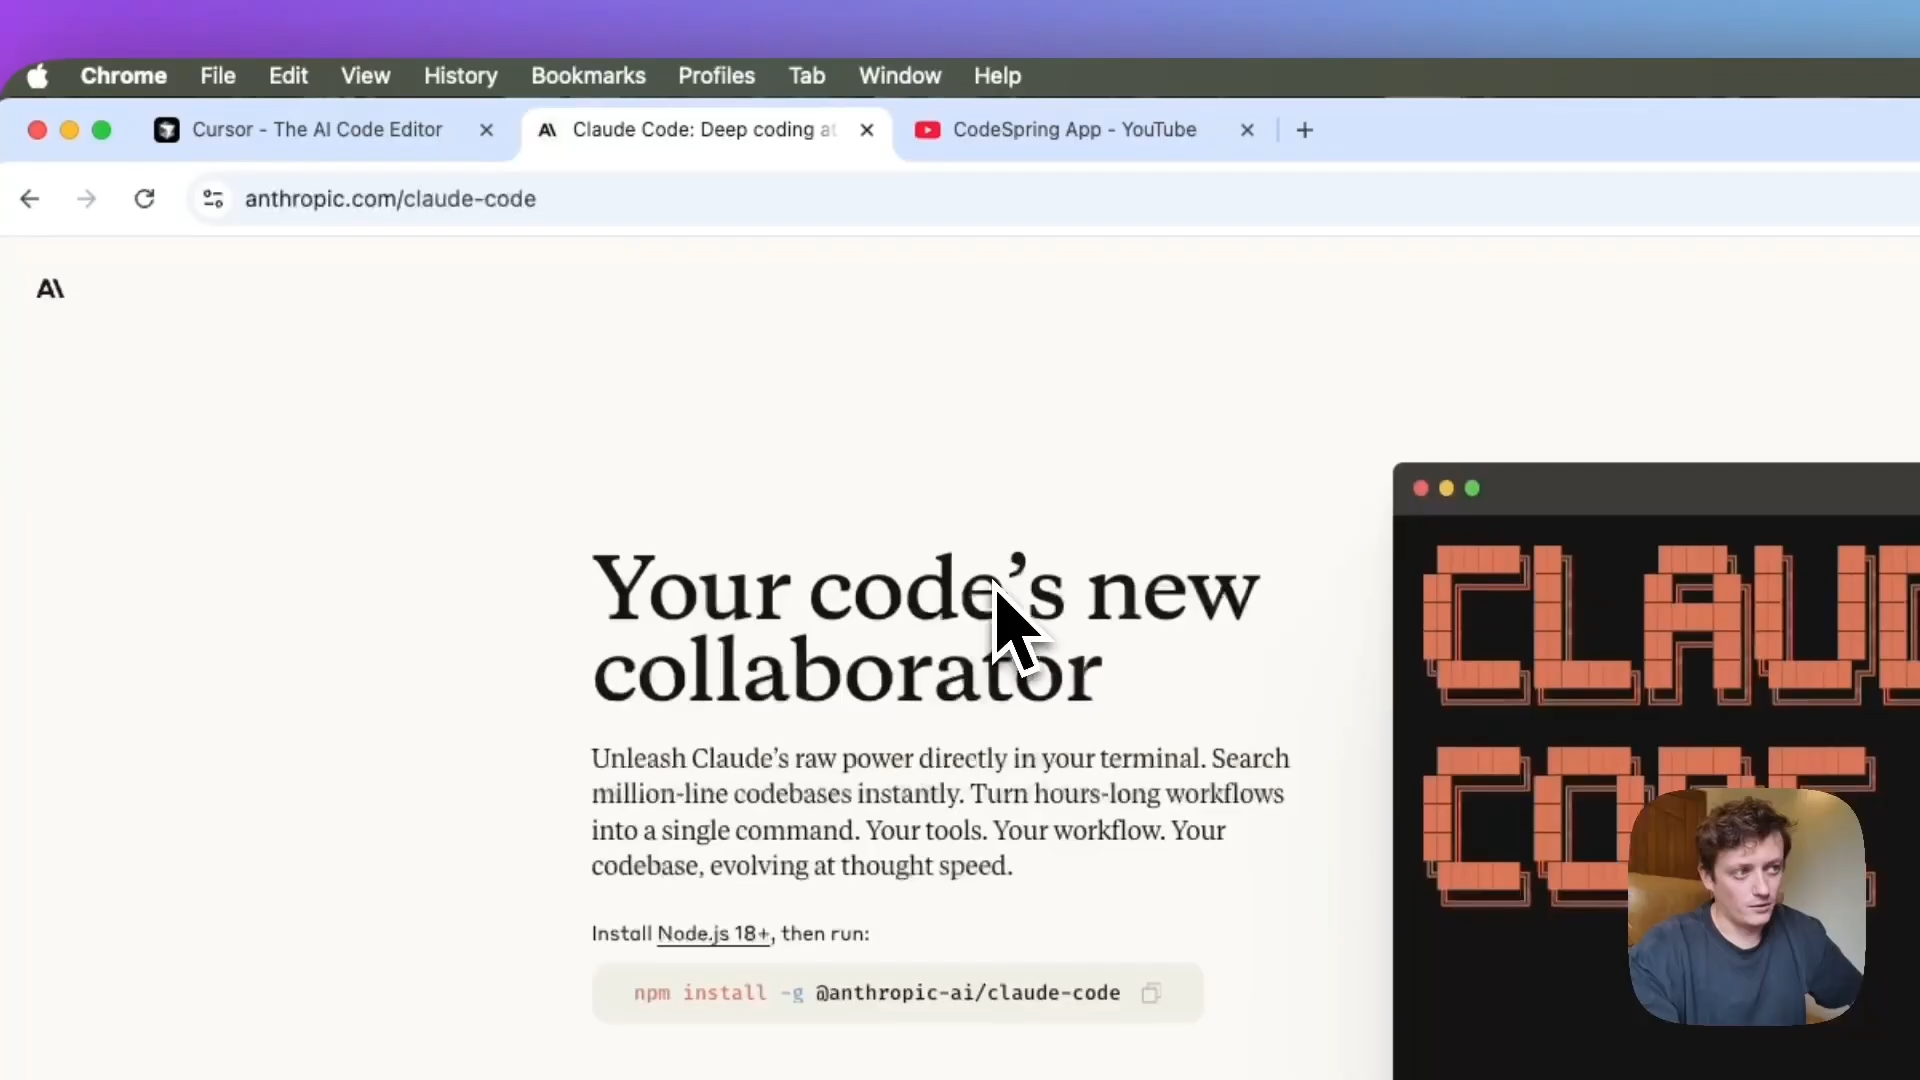 Chrome File Edit View History Bookmarks Profiles Tab Window Help
Cursor - The AI Code Editor
Claude Code: Deep coding at
CodeSpring App - YouTube
anthropic.com/claude-code
A\
Your code’s new
collaborator
Unleash Claude’s raw power directly in your terminal. Search
million-line codebases instantly. Turn hours-long workflows
into a single command. Your tools. Your workflow. Your
codebase, evolving at thought speed.
Install Node.js 18+, then run:
npm install -g @anthropic-ai/claude-code
CLAUD
CODE